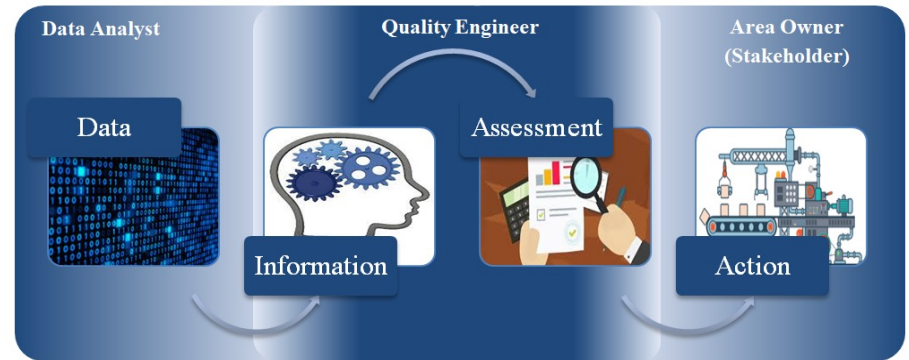 Data Analyst
Quality Engineer
Area Owner
(Stakeholder)
Data
Information
Assessment
Action